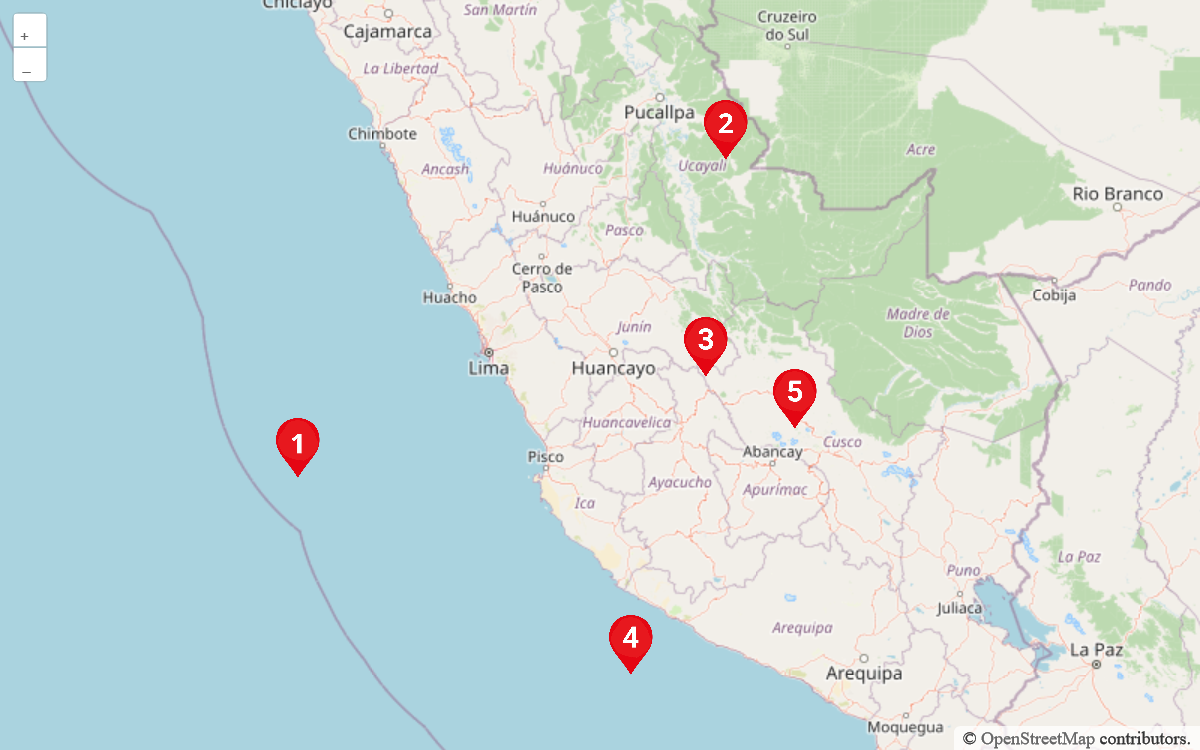 Chiclayo
San Martín
Cruzeiro
do Sul
Cajamarca
La Libertad
+
–
Pucallpa
2
Chimbote
Ancash
Huánuco
Ucayali
Acre
Rio Branco
Huánuco
Pasco
Cerro de
Pasco
Huacho
Cobija
Pando
Madre de
Dios
Junín
3
Lima
Huancayo
5
Huancavelica
1
Cusco
Pisco
Abancay
Ayacucho
Apurímac
Ica
La Paz
Puno
Juliaca
4
Arequipa
La Paz
Arequipa
Moquegua
© OpenStreetMap contributors.